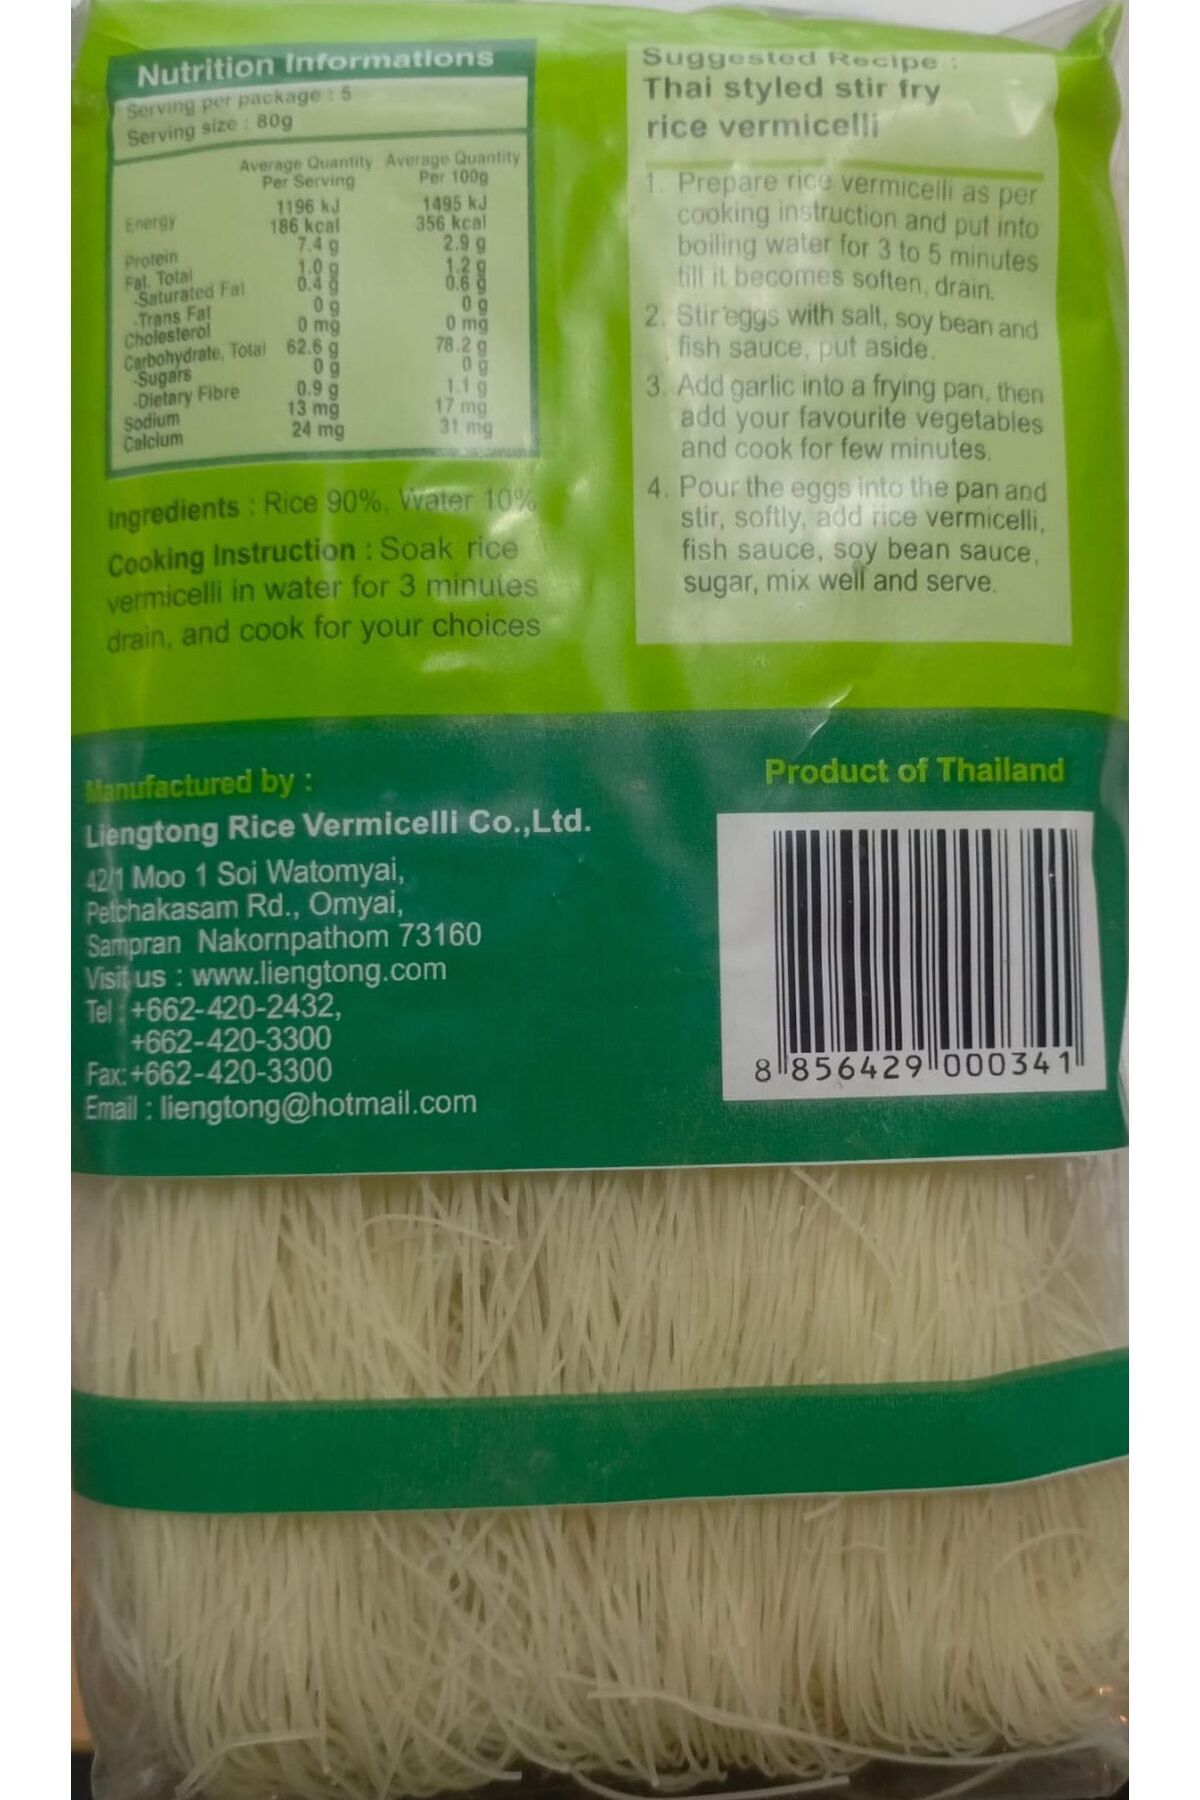 Nutrition Informations
Serving per package : 5
Serving size : 80g
Average Quantity Per Serving Average Quantity Per 100g
Energy 1196 kJ 1495 kJ
186 kcal 356 kcal
Protein 7.4 g 2.9 g
Fat, Total 1.0 g 1.2 g
-Saturated Fat 0.4 g 0.6 g
-Trans Fat 0 g 0 g
Cholesterol 0 mg 0 mg
Carbohydrate, Total 62.6 g 78.2 g
-Sugars 0 g 0 g
-Dietary Fibre 0.9 g 1.1 g
Sodium 13 mg 17 mg
Calcium 24 mg 31 mg
Ingredients : Rice 90%, Water 10%
Cooking Instruction : Soak rice
vermicelli in water for 3 minutes
drain, and cook for your choices
Suggested Recipe :
Thai styled stir fry
rice vermicelli
1. Prepare rice vermicelli as per
cooking instruction and put into
boiling water for 3 to 5 minutes
till it becomes soften, drain.
2. Stir eggs with salt, soy bean and
fish sauce, put aside.
3. Add garlic into a frying pan, then
add your favourite vegetables
and cook for few minutes.
4. Pour the eggs into the pan and
stir, softly, add rice vermicelli,
fish sauce, soy bean sauce,
sugar, mix well and serve.
Manufactured by :
Liengtong Rice Vermicelli Co.,Ltd.
42/1 Moo 1 Soi Watomyai,
Petchakasam Rd., Omyai,
Sampran Nakornpathom 73160
Visit us : www.liengtong.com
Tel : +662-420-2432,
+662-420-3300
Fax: +662-420-3300
Email : liengtong@hotmail.com
Product of Thailand
8 856429 000341